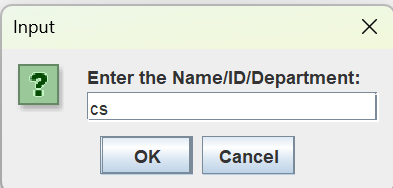 Input
Enter the Name/ID/Department:
cs
OK Cancel